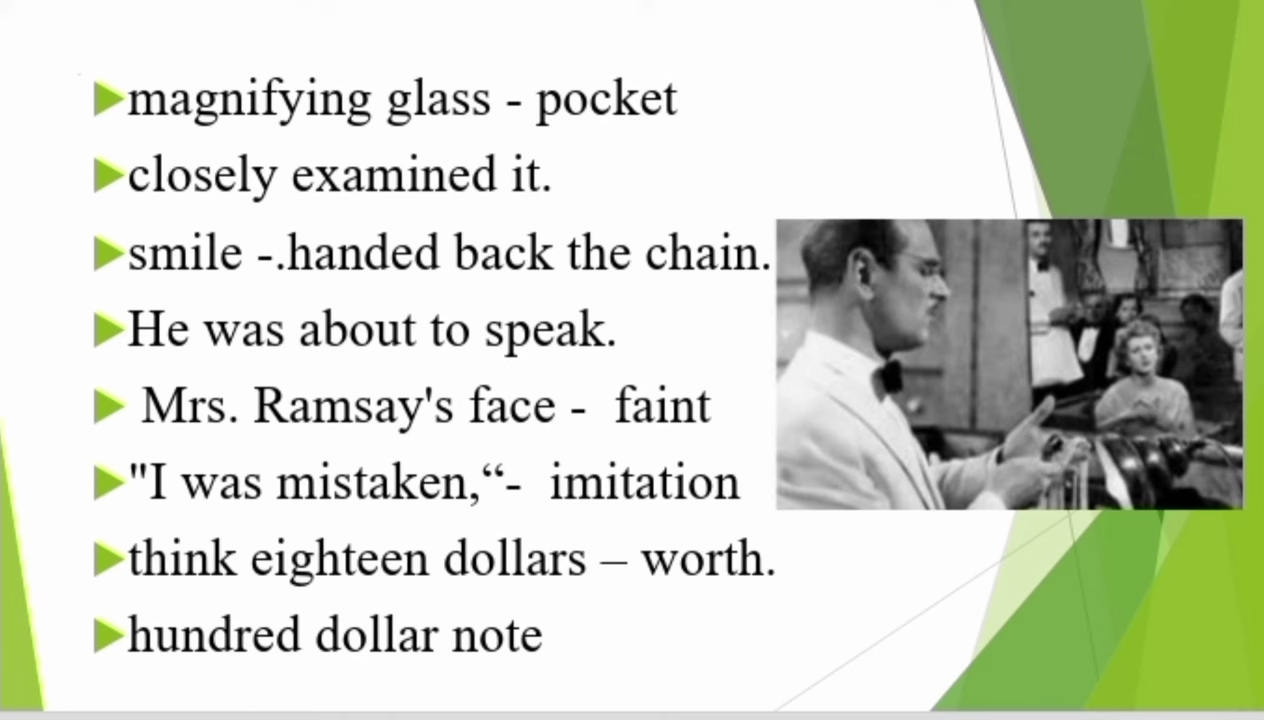 magnifying glass - pocket
closely examined it.
smile -.handed back the chain.
He was about to speak.
Mrs. Ramsay's face -  faint
"I was mistaken,“-  imitation
think eighteen dollars – worth.
hundred dollar note